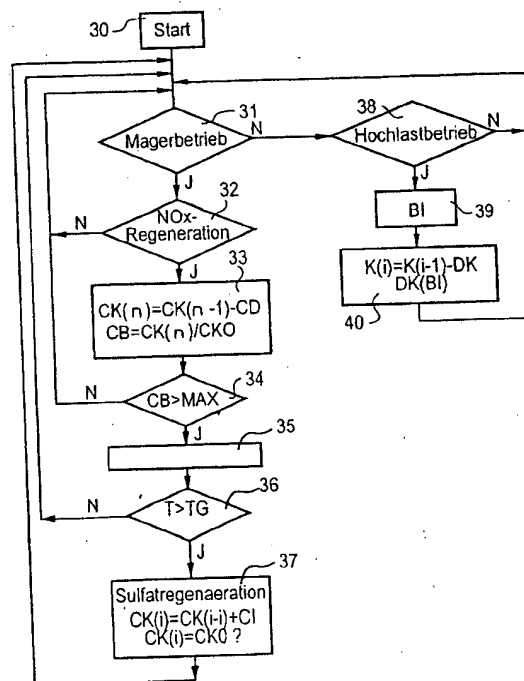 30
Start
31
Magerbetrieb
N
38
Hochlastbetrieb
N
J
J
32
NOx-
Regeneration
N
BI
39
J
33
K(i)=K(i-1)-DK
DK(BI)
40
CK(n)=CK(n-1)-CD
CB=CK(n)/CKO
34
N
CB>MAX
J
35
36
N
T>TG
J
37
Sulfatregenaeration
CK(i)=CK(i-i)+CI
CK(i)=CK0 ?